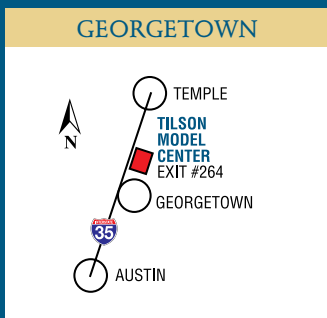 GEORGETOWN
TEMPLE
TILSON
MODEL
CENTER
EXIT #264
N
GEORGETOWN
35
AUSTIN